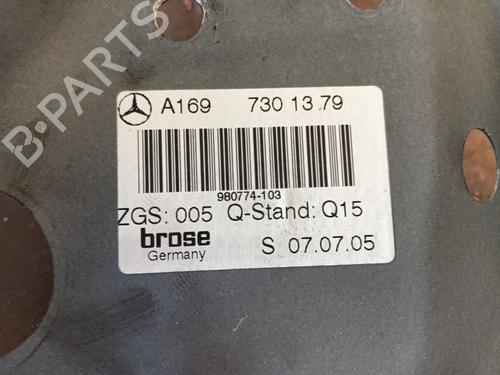 B-PARTS
A169 730 13.79
980774-103
ZGS: 005 Q-Stand: Q15
brose
Germany
S 07.07.05